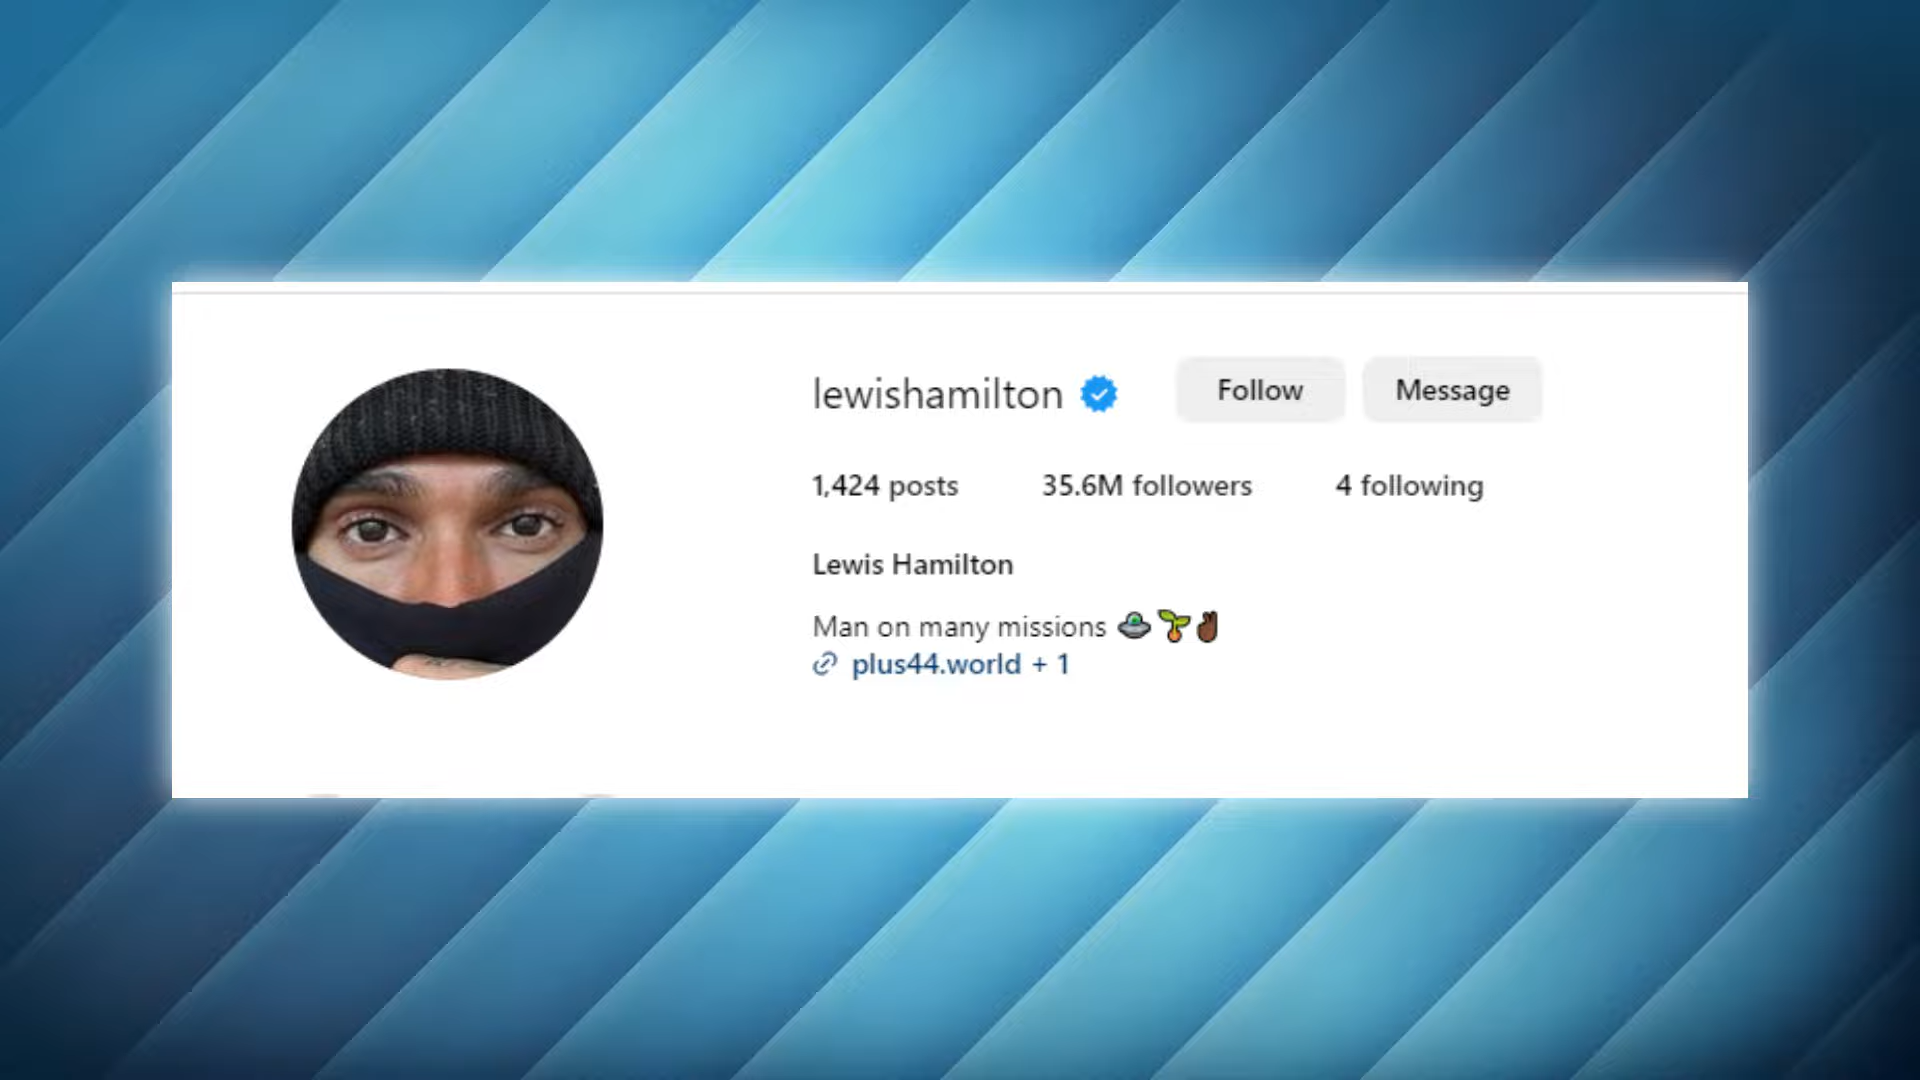 lewishamilton Follow Message
1,424 posts 35.6M followers 4 following
Lewis Hamilton
Man on many missions 🛸🌱✌🏿
plus44.world + 1